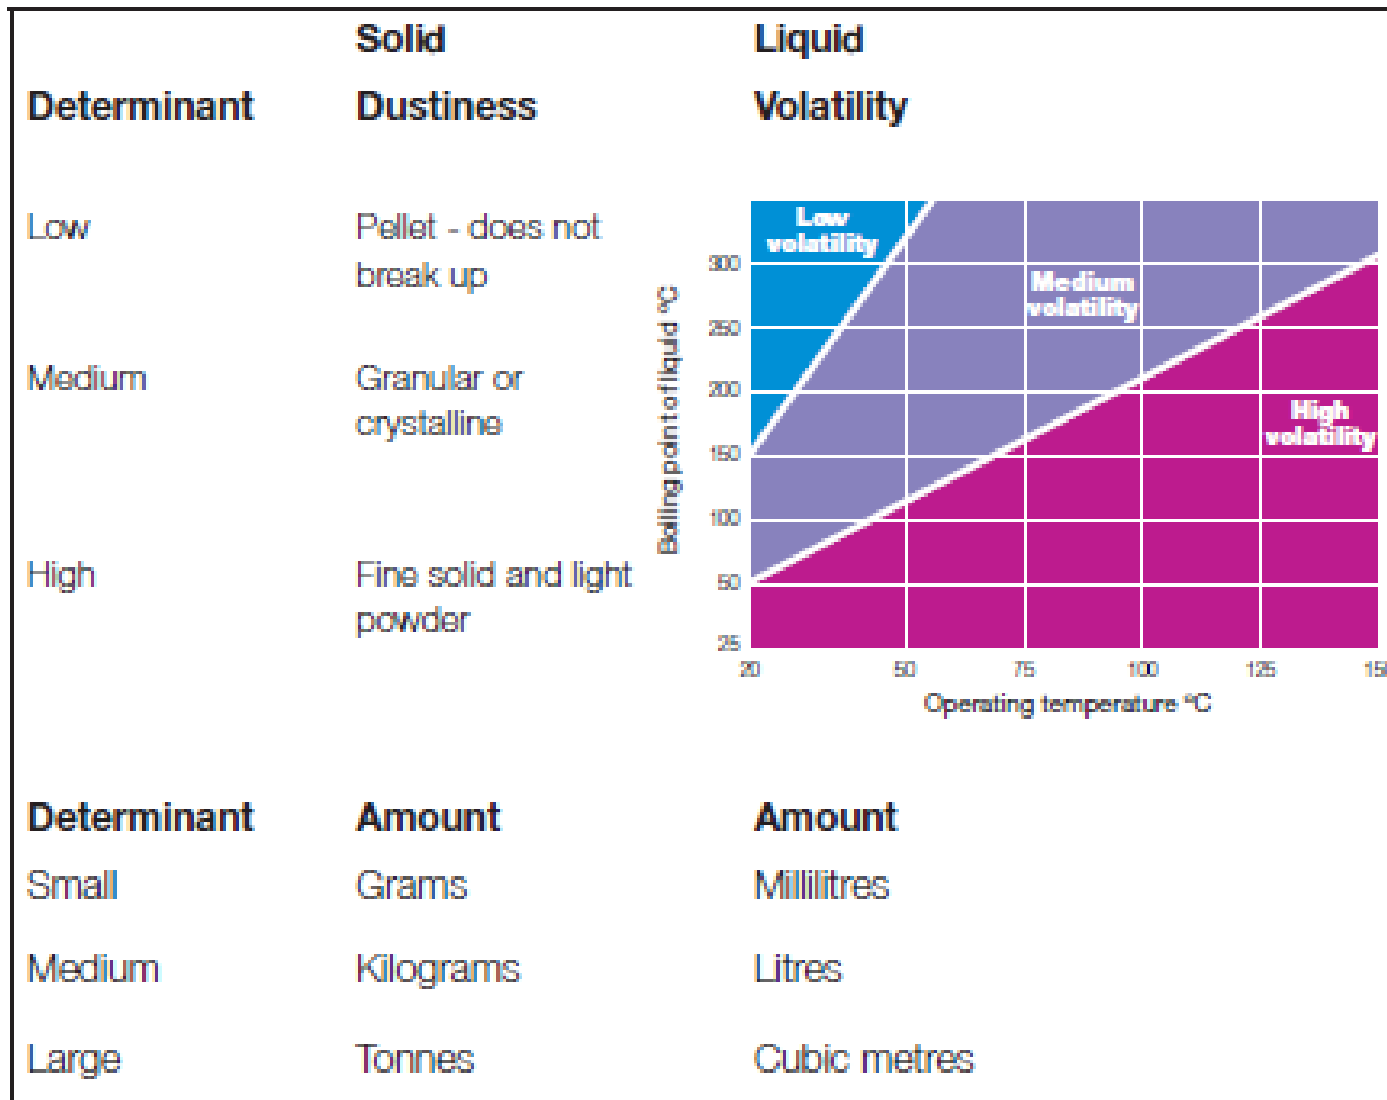 Solid Liquid
Determinant Dustiness Volatility
Low Pellet - does not
break up
Medium Granular or
crystalline
High Fine solid and light
powder
Low
volatility
Medium
volatility
High
volatility
Boiling point of liquid ºC
300
250
200
150
100
50
25
20 50 75 100 125 15
Operating temperature ºC
Determinant Amount Amount
Small Grams Millilitres
Medium Kilograms Litres
Large Tonnes Cubic metres